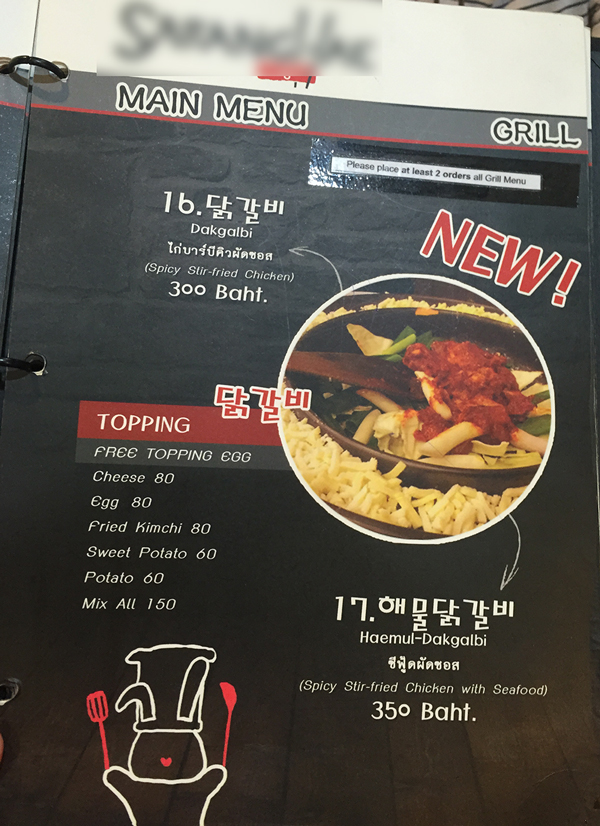 MAIN MENU
GRILL
Please place at least 2 orders all Grill Menu
16.닭갈비
Dakgalbi
ไก่บาร์บีคิวผัดซอส
(Spicy Stir-fried Chicken)
300 Baht.
NEW!
닭갈비
TOPPING
FREE TOPPING EGG
Cheese 80
Egg 80
Fried Kimchi 80
Sweet Potato 60
Potato 60
Mix All 150
17.해물닭갈비
Haemul-Dakgalbi
ซีฟู้ดผัดซอส
(Spicy Stir-fried Chicken with Seafood)
350 Baht.